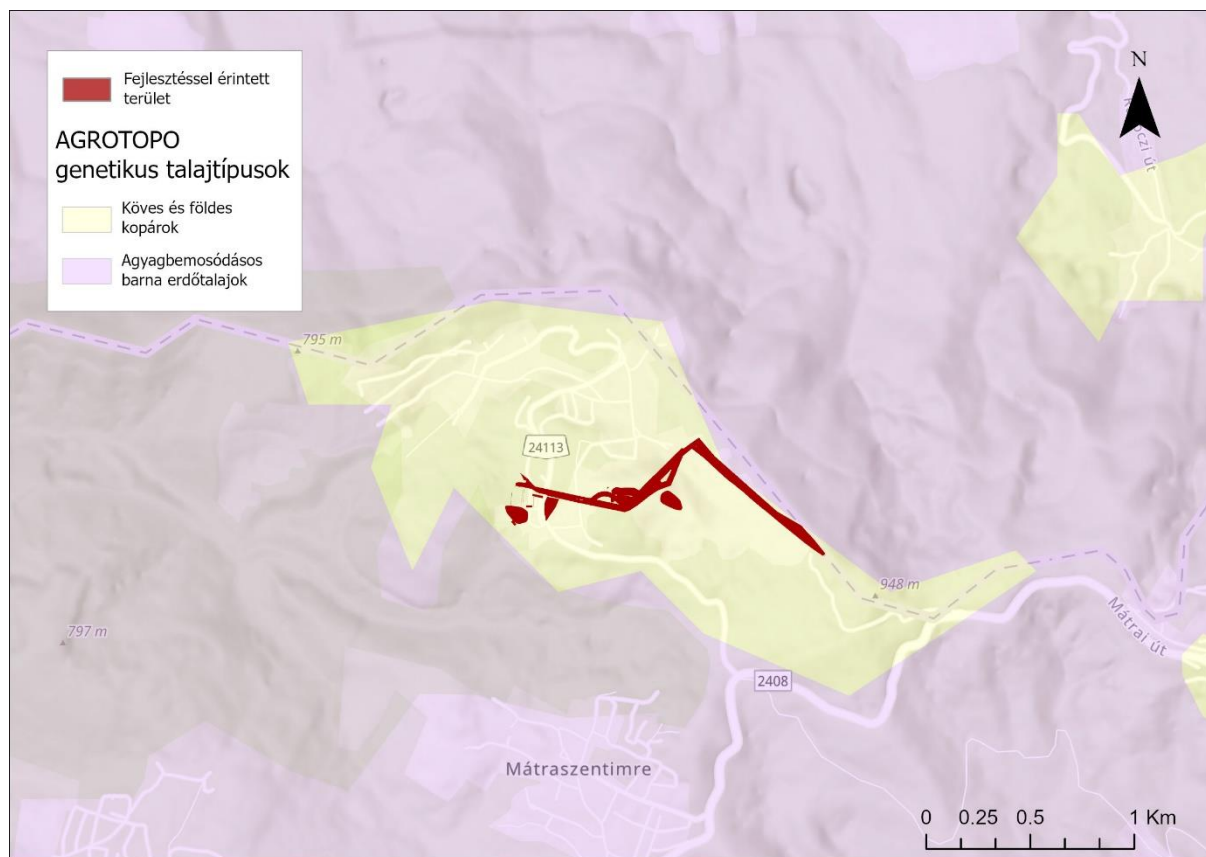 Fejlesztéssel érintett
terület
AGROTOPO
genetikus talajtípusok
Köves és földes
kopárok
Agyagbemosódásos
barna erdőtalajok
N
795 m
24113
948 m
797 m
Mátrai út
2408
Mátraszentimre
0 0.25 0.5 1 Km